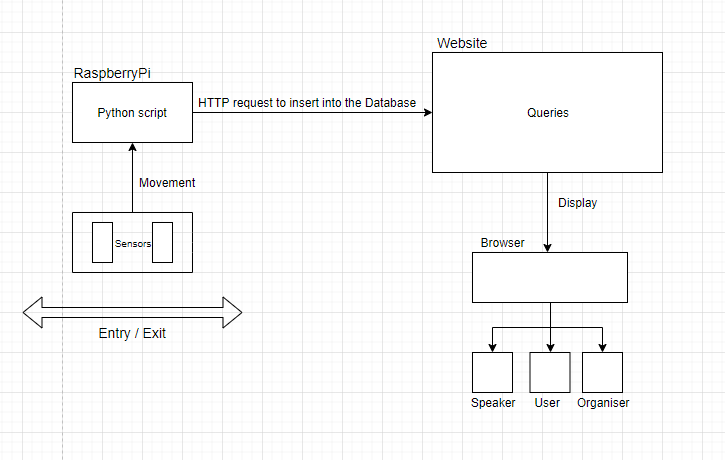 Website
RaspberryPi
Python script
HTTP request to insert into the Database
Queries
Movement
Display
Sensors
Browser
Entry / Exit
Speaker
User
Organiser